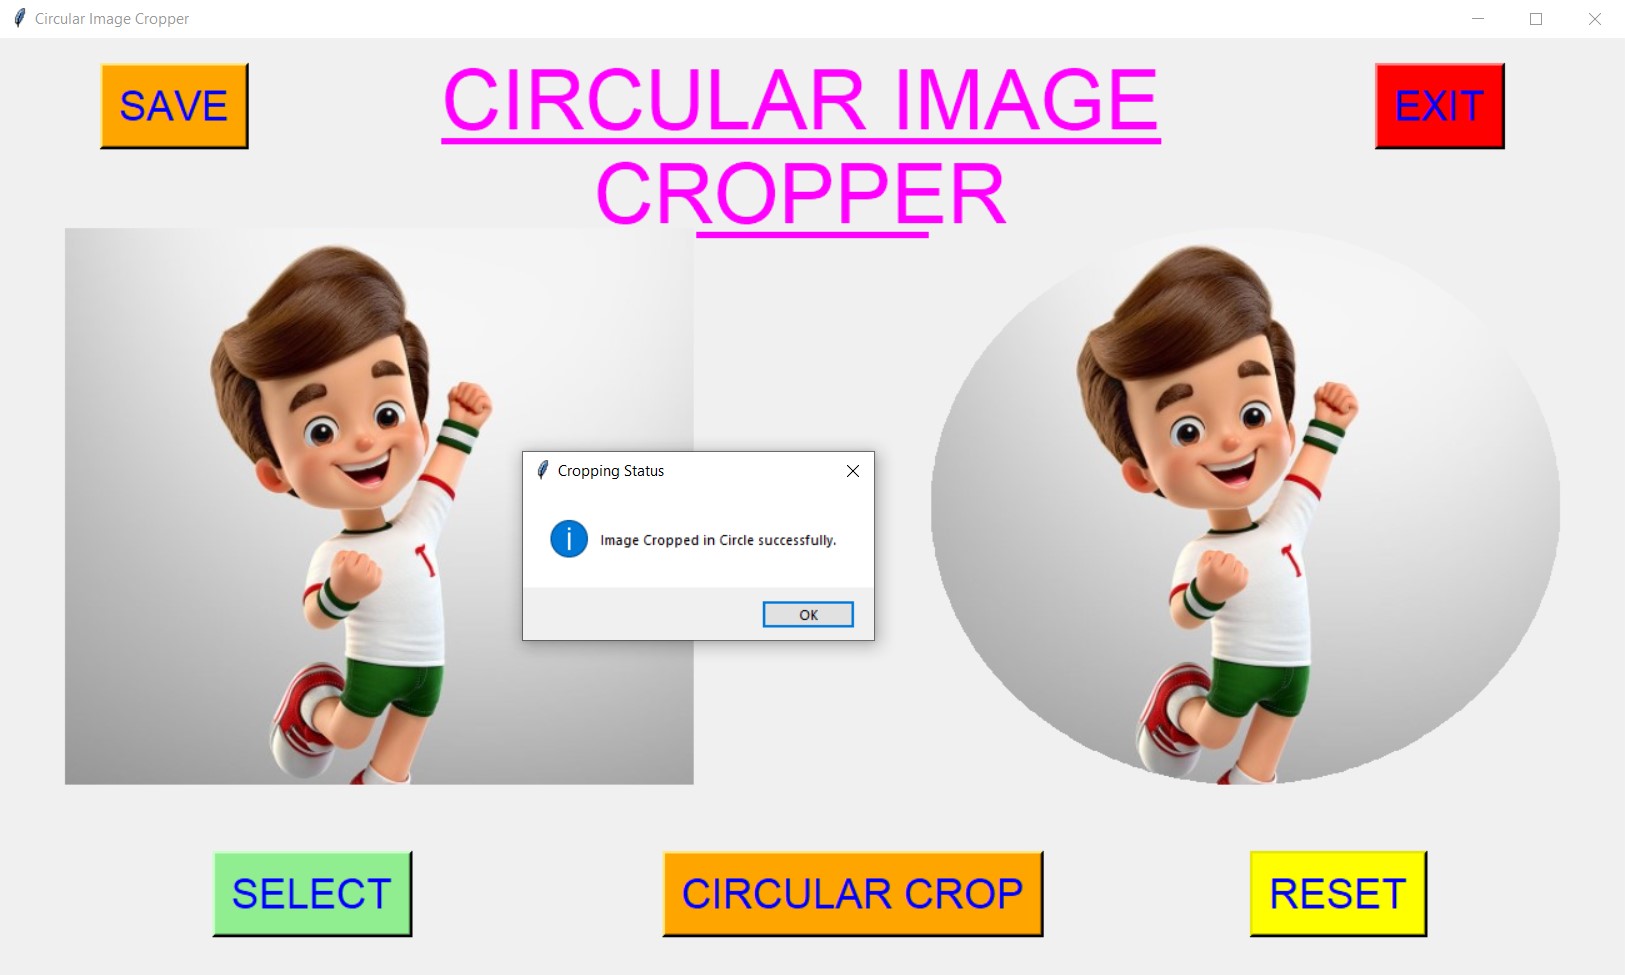 Circular Image Cropper
SAVE
CIRCULAR IMAGE
CROPPER
EXIT
T
T
Cropping Status
i
Image Cropped in Circle successfully.
OK
SELECT
CIRCULAR CROP
RESET